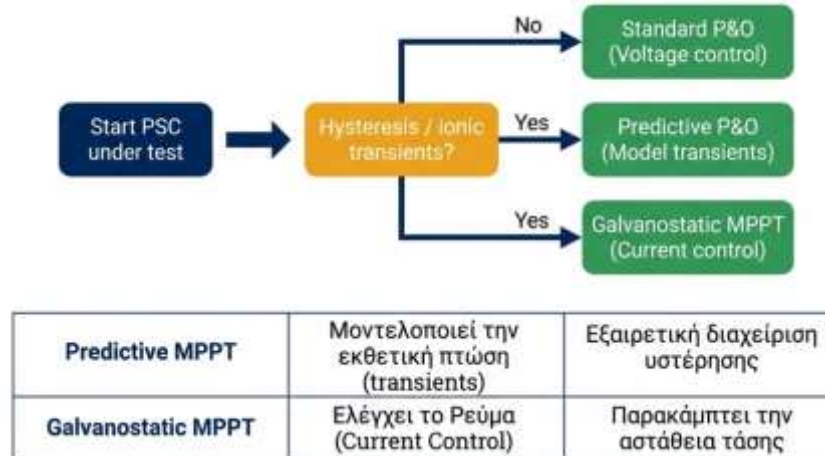 No
Standard P&O
(Voltage control)
Start PSC
under test
Hysteresis / ionic
transients?
Yes
Predictive P&O
(Model transients)
Yes
Galvanostatic MPPT
(Current control)
Predictive MPPT
Μοντελοποιεί την
εκθετική πτώση
(transients)
Εξαιρετική διαχείριση
υστέρησης
Galvanostatic MPPT
Ελέγχει το Ρεύμα
(Current Control)
Παρακάμπτει την
αστάθεια τάσης